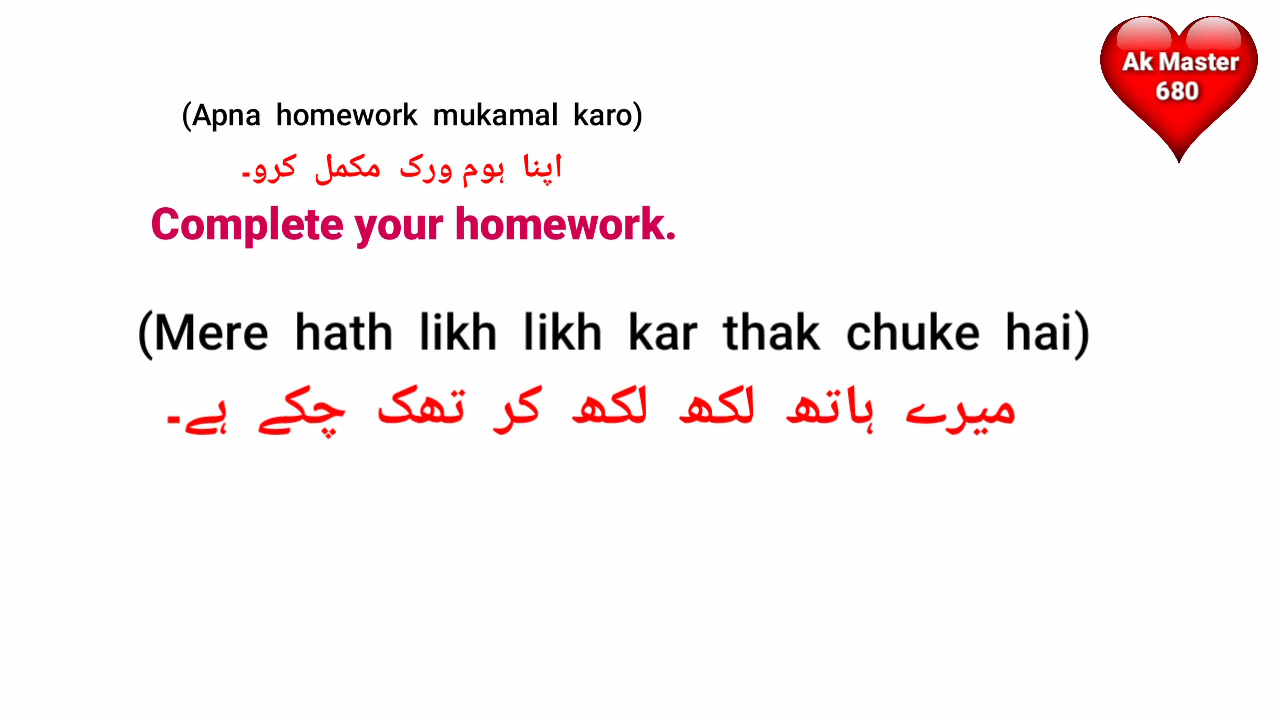 Ak Master
680
(Apna homework mukamal karo)
اپنا ہوم ورک مکمل کرو۔
Complete your homework.
(Mere hath likh likh kar thak chuke hai)
میرے ہاتھ لکھ لکھ کر تھک چکے ہے۔